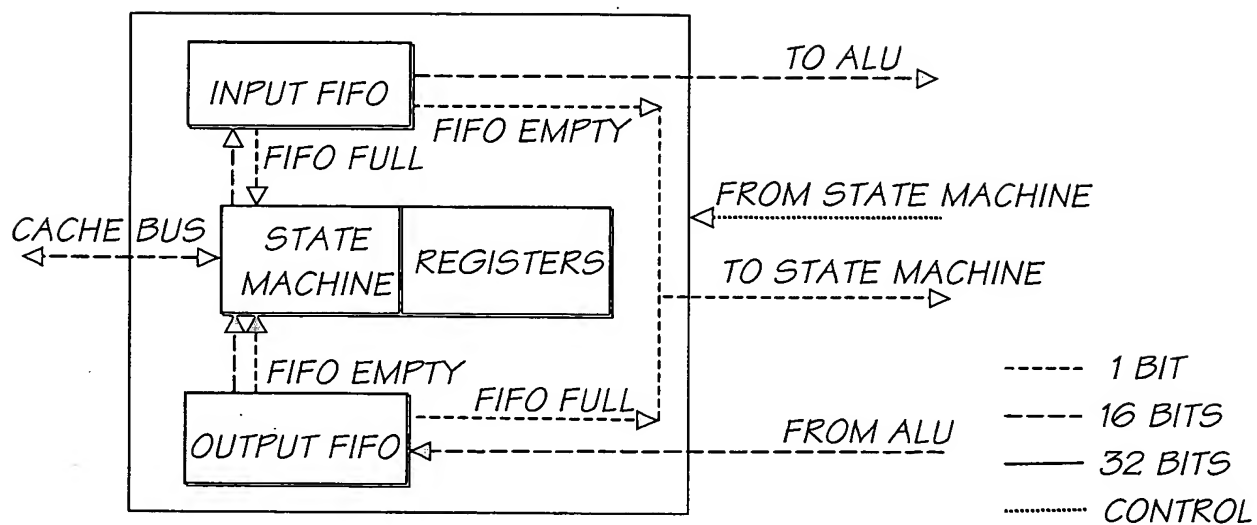 TO ALU
INPUT FIFO
FIFO EMPTY
FIFO FULL
FROM STATE MACHINE
CACHE BUS
STATE
MACHINE
REGISTERS
TO STATE MACHINE
FIFO EMPTY
FIFO FULL
OUTPUT FIFO
FROM ALU
1 BIT
16 BITS
32 BITS
CONTROL